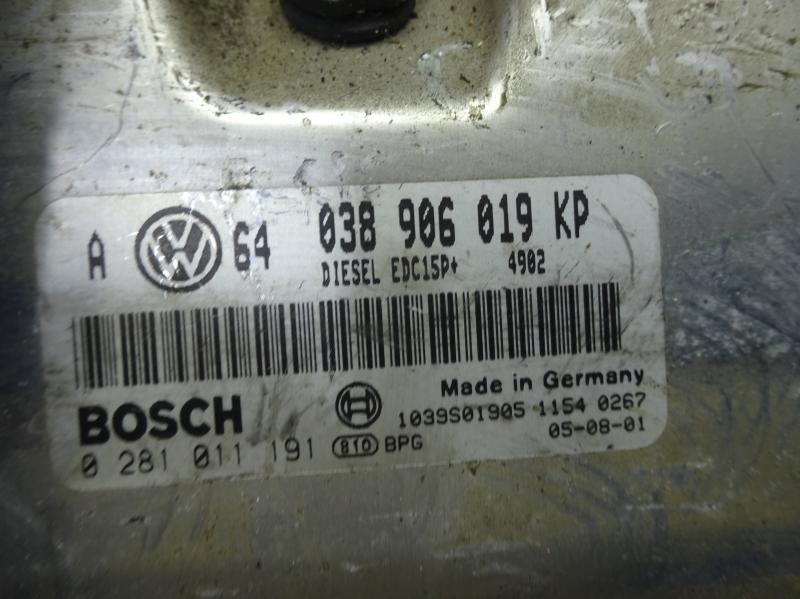 A VW 64 038 906 019 KP
DIESEL EDC15P+ 4902
Made in Germany
BOSCH 1039S01905 1154 0267
0 281 011 191 810 BPG 05-08-01